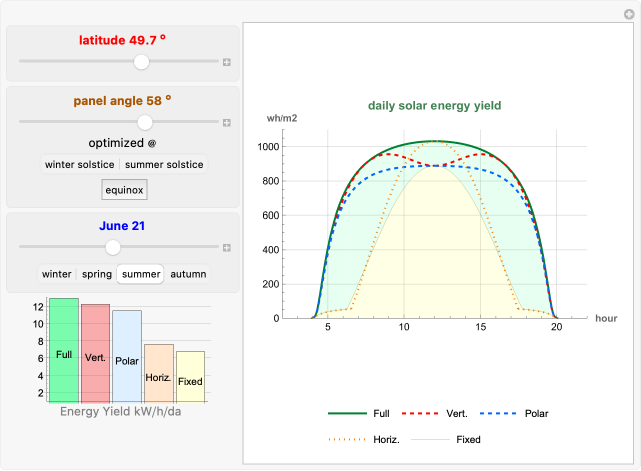 latitude 49.7 °
panel angle 58 °
optimized @
winter solstice summer solstice
equinox
June 21
winter spring summer autumn
12
10
8
6
4
2
Full Vert. Polar Horiz. Fixed
Energy Yield kW/h/da
daily solar energy yield
wh/m2
1000
800
600
400
200
0
5 10 15 20
hour
Full Vert. Polar
Horiz. Fixed